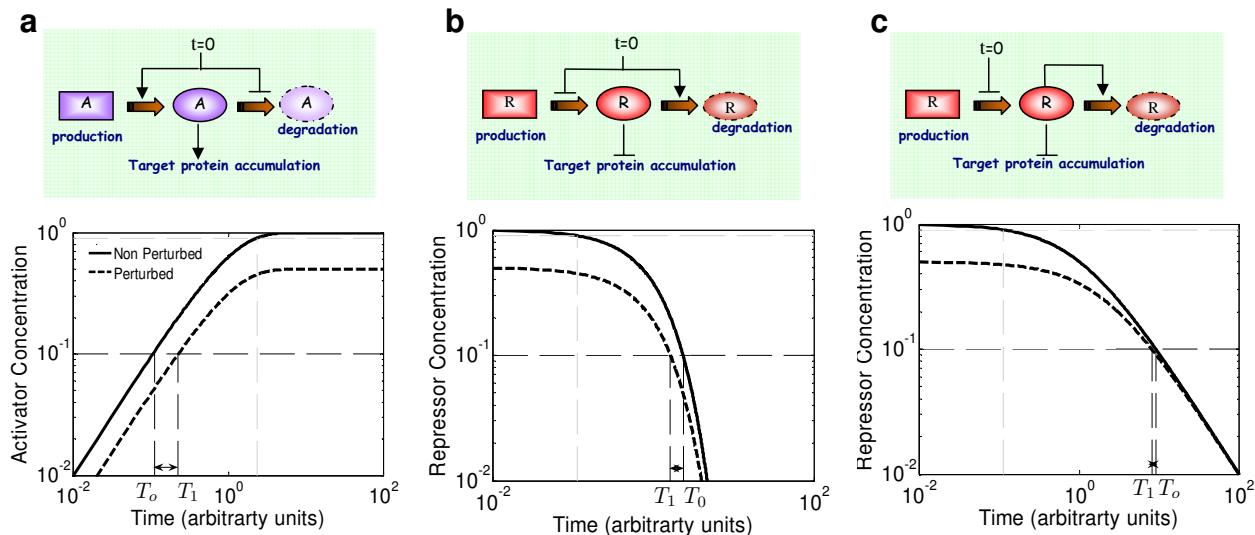 a
t=0
A
A
A
production
degradation
Target protein accumulation
10^0
10^-1
10^-2
Activator Concentration
Non Perturbed
Perturbed
10^-2
10^0
10^2
T_o
T_1
Time (arbitrarty units)
b
t=0
R
R
R
production
degradation
Target protein accumulation
10^0
10^-1
10^-2
Repressor Concentration
10^-2
10^2
T_1
T_0
Time (arbitrarty units)
c
t=0
R
R
R
production
degradation
Target protein accumulation
10^0
10^-1
10^-2
Repressor Concentration
10^-2
10^0
10^2
T_1
T_o
Time (arbitrarty units)